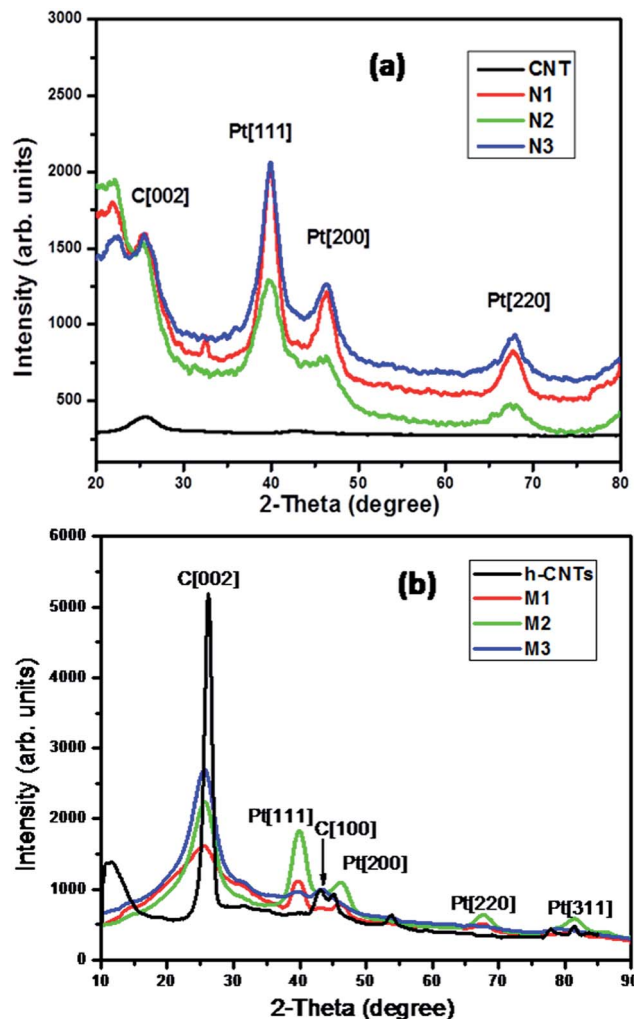 3000
(a)
CNT
N1
N2
N3
2500
Pt[111]
2000
C[002]
Pt[200]
1500
Pt[220]
1000
500
Intensity (arb. units)
20 30 40 50 60 70 80
2-Theta (degree)
6000
C[002]
(b)
h-CNTs
M1
M2
M3
5000
4000
3000
2000
Pt[111]
C[100]
Pt[200]
1000
Pt[220]
Pt[311]
0
Intensity (arb. units)
10 20 30 40 50 60 70 80 90
2-Theta (degree)